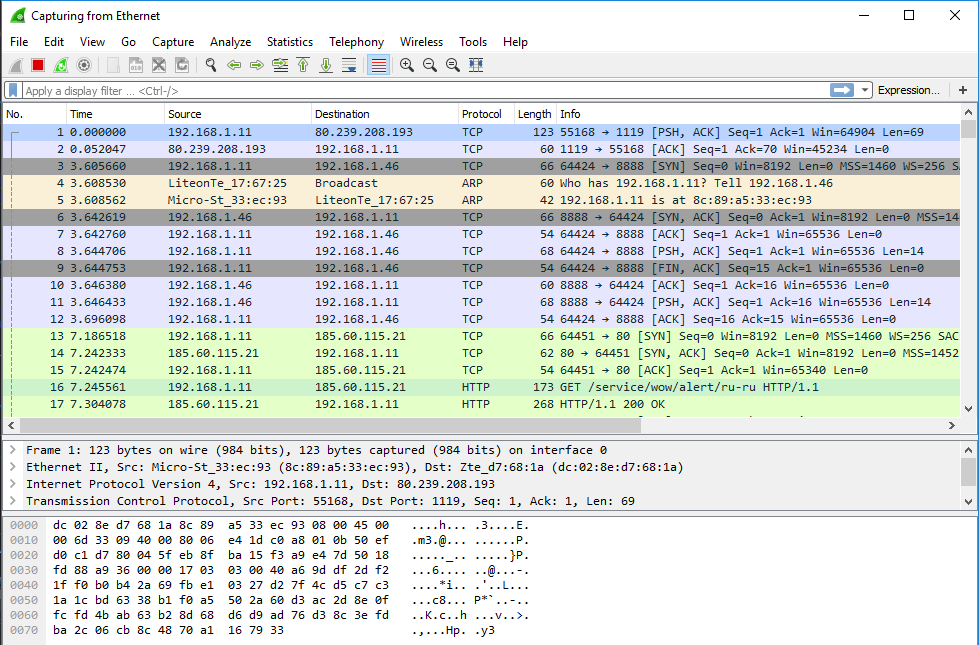 Capturing from Ethernet
File Edit View Go Capture Analyze Statistics Telephony Wireless Tools Help
Apply a display filter ... <Ctrl-/> Expression... +
No. Time Source Destination Protocol Length Info
1 0.000000 192.168.1.11 80.239.208.193 TCP 123 55168 → 1119 [PSH, ACK] Seq=1 Ack=1 Win=64904 Len=69
2 0.052047 80.239.208.193 192.168.1.11 TCP 60 1119 → 55168 [ACK] Seq=1 Ack=70 Win=45234 Len=0
3 3.605660 192.168.1.11 192.168.1.46 TCP 66 64424 → 8888 [SYN] Seq=0 Win=8192 Len=0 MSS=1460 WS=256 SA
4 3.608530 LiteonTe_17:67:25 Broadcast ARP 60 Who has 192.168.1.11? Tell 192.168.1.46
5 3.608562 Micro-St_33:ec:93 LiteonTe_17:67:25 ARP 42 192.168.1.11 is at 8c:89:a5:33:ec:93
6 3.642619 192.168.1.46 192.168.1.11 TCP 66 8888 → 64424 [SYN, ACK] Seq=0 Ack=1 Win=8192 Len=0 MSS=14
7 3.642760 192.168.1.11 192.168.1.46 TCP 54 64424 → 8888 [ACK] Seq=1 Ack=1 Win=65536 Len=0
8 3.644706 192.168.1.11 192.168.1.46 TCP 68 64424 → 8888 [PSH, ACK] Seq=1 Ack=1 Win=65536 Len=14
9 3.644753 192.168.1.11 192.168.1.46 TCP 54 64424 → 8888 [FIN, ACK] Seq=15 Ack=1 Win=65536 Len=0
10 3.646380 192.168.1.46 192.168.1.11 TCP 60 8888 → 64424 [ACK] Seq=1 Ack=16 Win=65536 Len=0
11 3.646433 192.168.1.46 192.168.1.11 TCP 68 8888 → 64424 [PSH, ACK] Seq=1 Ack=16 Win=65536 Len=14
12 3.696098 192.168.1.11 192.168.1.46 TCP 54 64424 → 8888 [ACK] Seq=16 Ack=15 Win=65536 Len=0
13 7.186518 192.168.1.11 185.60.115.21 TCP 66 64451 → 80 [SYN] Seq=0 Win=8192 Len=0 MSS=1460 WS=256 SAC
14 7.242333 185.60.115.21 192.168.1.11 TCP 62 80 → 64451 [SYN, ACK] Seq=0 Ack=1 Win=8192 Len=0 MSS=1452
15 7.242474 192.168.1.11 185.60.115.21 TCP 54 64451 → 80 [ACK] Seq=1 Ack=1 Win=65340 Len=0
16 7.245561 192.168.1.11 185.60.115.21 HTTP 173 GET /service/wow/alert/ru-ru HTTP/1.1
17 7.304078 185.60.115.21 192.168.1.11 HTTP 268 HTTP/1.1 200 OK
Frame 1: 123 bytes on wire (984 bits), 123 bytes captured (984 bits) on interface 0
Ethernet II, Src: Micro-St_33:ec:93 (8c:89:a5:33:ec:93), Dst: Zte_d7:68:1a (dc:02:8e:d7:68:1a)
Internet Protocol Version 4, Src: 192.168.1.11, Dst: 80.239.208.193
Transmission Control Protocol, Src Port: 55168, Dst Port: 1119, Seq: 1, Ack: 1, Len: 69
0000 dc 02 8e d7 68 1a 8c 89 a5 33 ec 93 08 00 45 00 ....h... .3....E.
0010 00 6d 33 09 40 00 80 06 e4 1d c0 a8 01 0b 50 ef .m3.@... ......P.
0020 d0 c1 d7 80 04 5f eb 8f ba 15 f3 a9 e4 7d 50 18 ....._.. .....}P.
0030 fd 88 a9 36 00 00 17 03 03 00 40 a6 9d df 2d f2 ...6.... ..@...-.
0040 1f f0 b0 b4 2a 69 fb e1 03 27 d2 7f 4c d5 c7 c3 ....*i.. .'..L...
0050 1a 1c bd 63 38 b1 f0 a5 50 2a 60 d3 ac 2d 8e 0f ...c8... P*`..-..
0060 fc fd 4b ab 63 b2 8d 68 d6 d9 ad 76 d3 8c 3e fd ..K.c..h ...v..>.
0070 ba 2c 06 cb 8c 48 70 a1 16 79 33 .,...Hp. .y3